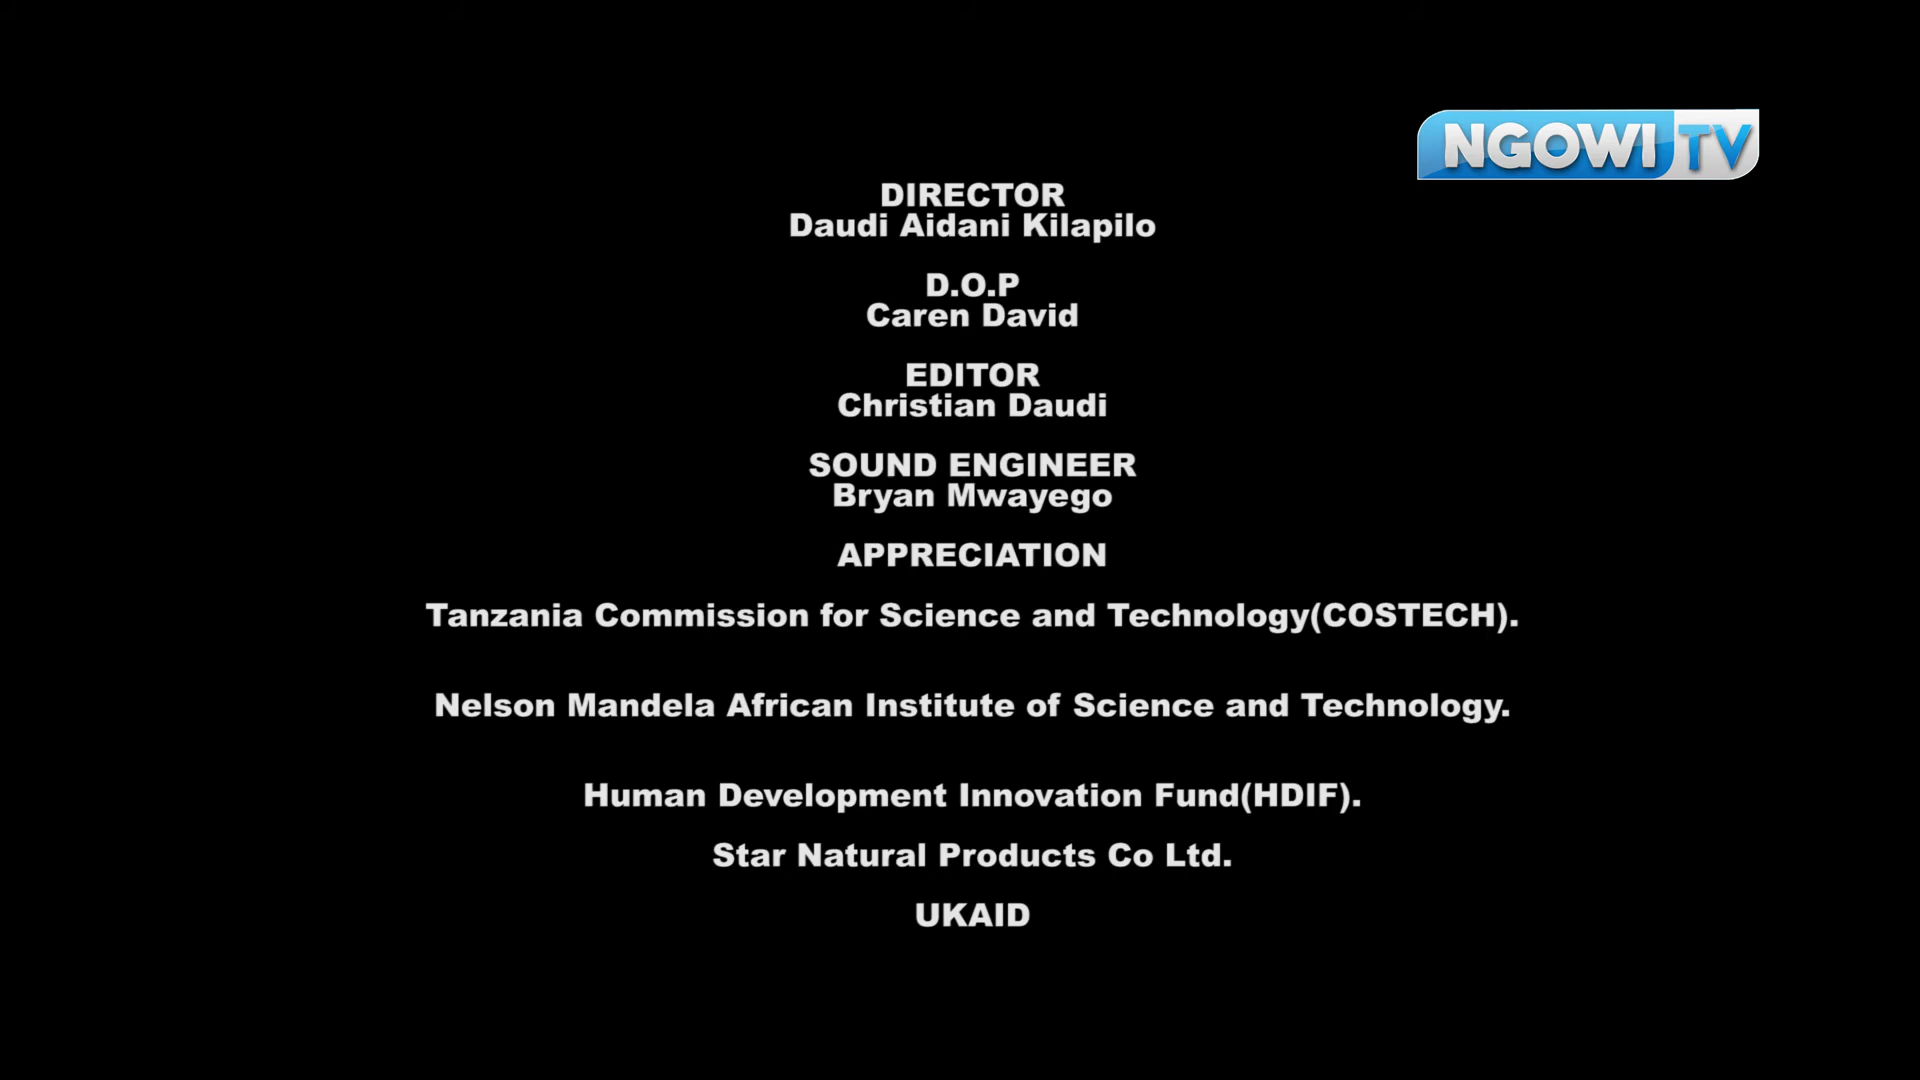 NGOWI TV
DIRECTOR
Daudi Aidani Kilapilo
D.O.P
Caren David
EDITOR
Christian Daudi
SOUND ENGINEER
Bryan Mwayego
APPRECIATION
Tanzania Commission for Science and Technology(COSTECH).
Nelson Mandela African Institute of Science and Technology.
Human Development Innovation Fund(HDIF).
Star Natural Products Co Ltd.
UKAID